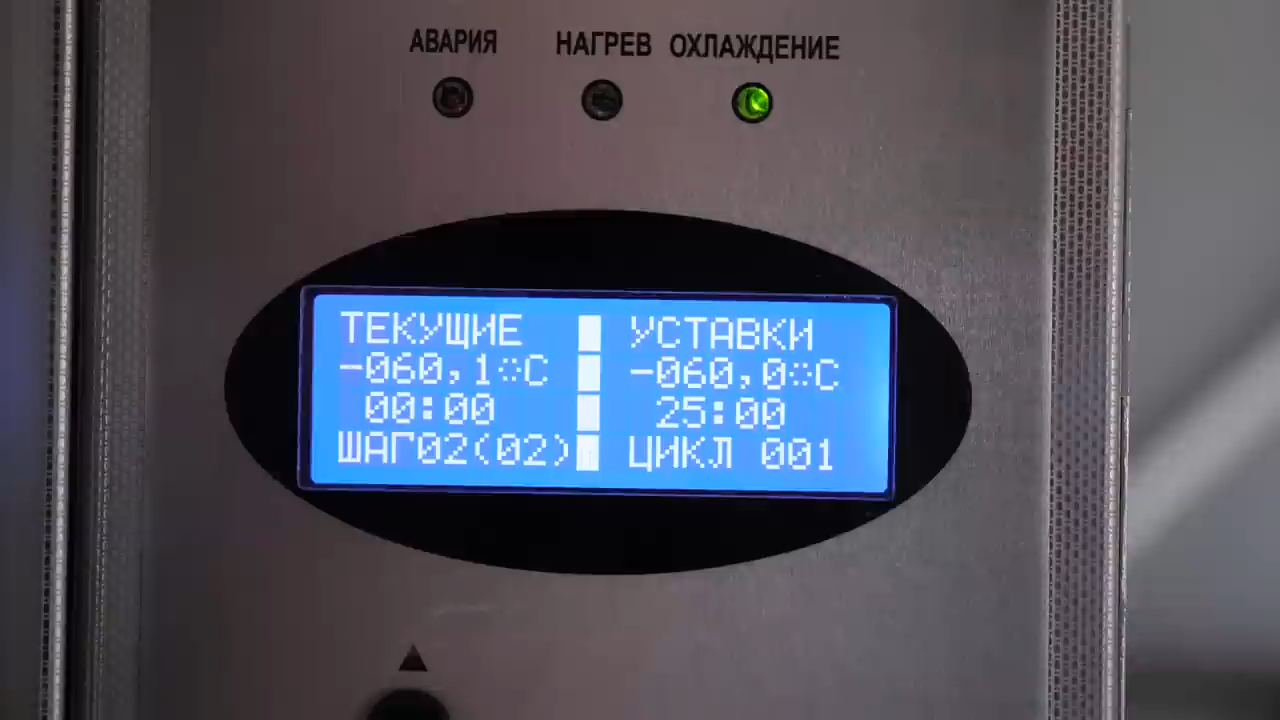 АВАРИЯ НАГРЕВ ОХЛАЖДЕНИЕ
ТЕКУЩИЕ УСТАВКИ
-060,1°C -060,0°C
00:00 25:00
ШАГ02(02) ЦИКЛ 001